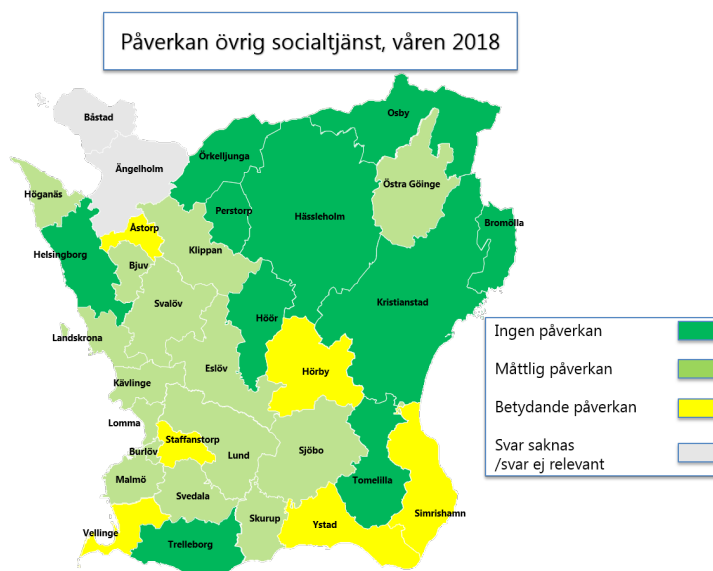 Påverkan övrig socialtjänst, våren 2018
Båstad
Osby
Örkelljunga
Ängelholm
Östra Göinge
Höganäs
Perstorp
Hässleholm
Bromölla
Åstorp
Helsingborg
Klippan
Bjuv
Svalöv
Kristianstad
Höör
Landskrona
Eslöv
Hörby
Kävlinge
Lomma
Staffanstorp
Burlöv
Lund
Sjöbo
Malmö
Tomelilla
Svedala
Simrishamn
Skurup
Ystad
Vellinge
Trelleborg
Ingen påverkan
Måttlig påverkan
Betydande påverkan
Svar saknas
/svar ej relevant